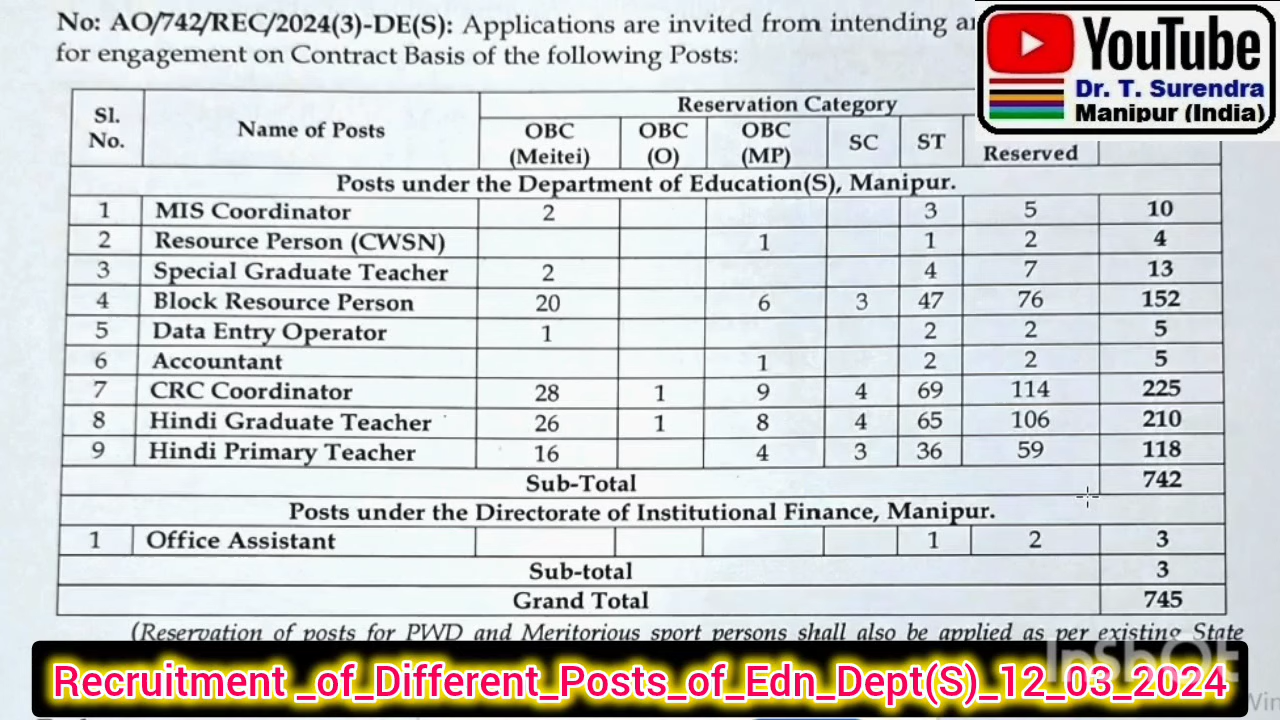 No: AO/742/REC/2024(3)-DE(S): Applications are invited from intending
for engagement on Contract Basis of the following Posts:
YouTube
Dr. T. Surendra
Manipur (India)
Sl. No. Name of Posts Reservation Category
OBC (Meitei) OBC (O) OBC (MP) SC ST Reserved
Posts under the Department of Education(S), Manipur.
1 MIS Coordinator 2 3 5 10
2 Resource Person (CWSN) 1 1 2 4
3 Special Graduate Teacher 2 4 7 13
4 Block Resource Person 20 6 3 47 76 152
5 Data Entry Operator 1 2 2 5
6 Accountant 1 2 2 5
7 CRC Coordinator 28 1 9 4 69 114 225
8 Hindi Graduate Teacher 26 1 8 4 65 106 210
9 Hindi Primary Teacher 16 4 3 36 59 118
Sub-Total 742
Posts under the Directorate of Institutional Finance, Manipur.
1 Office Assistant 1 2 3
Sub-total 3
Grand Total 745
(Reservation of posts for PWD and Meritorious sport persons shall also be applied as per existing State
Recruitment _of_Different_Posts_of_Edn_Dept(S)_12_03_2024